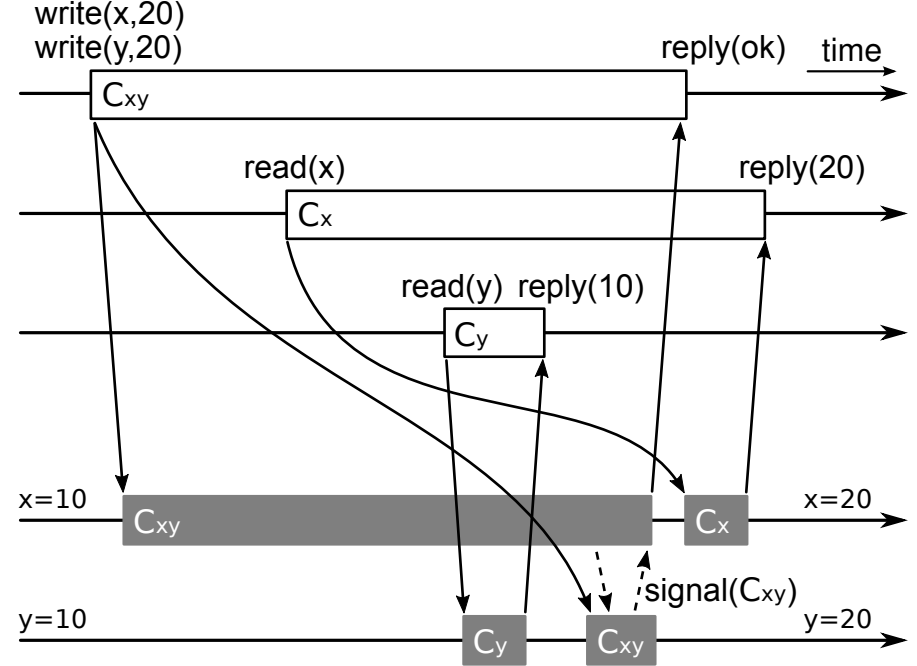 write(x,20)
write(y,20)
reply(ok)
time
Cxy
read(x)
reply(20)
Cx
read(y)
reply(10)
Cy
x=10
Cxy
Cx
x=20
signal(Cxy)
y=10
Cy
Cxy
y=20